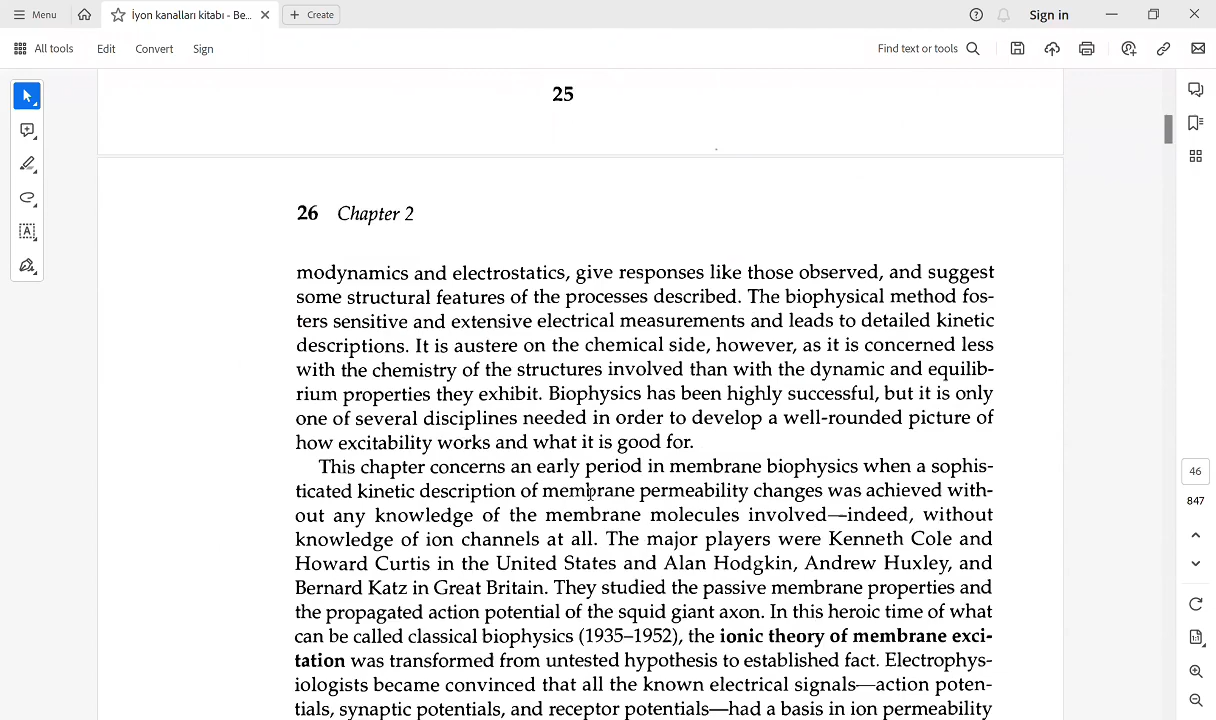 Menu
İyon kanalları kitabı - Be...
Create
Sign in
All tools
Edit
Convert
Sign
Find text or tools
25
26 Chapter 2
modynamics and electrostatics, give responses like those observed, and suggest
some structural features of the processes described. The biophysical method fos-
ters sensitive and extensive electrical measurements and leads to detailed kinetic
descriptions. It is austere on the chemical side, however, as it is concerned less
with the chemistry of the structures involved than with the dynamic and equilib-
rium properties they exhibit. Biophysics has been highly successful, but it is only
one of several disciplines needed in order to develop a well-rounded picture of
how excitability works and what it is good for.
This chapter concerns an early period in membrane biophysics when a sophis-
ticated kinetic description of membrane permeability changes was achieved with-
out any knowledge of the membrane molecules involved—indeed, without
knowledge of ion channels at all. The major players were Kenneth Cole and
Howard Curtis in the United States and Alan Hodgkin, Andrew Huxley, and
Bernard Katz in Great Britain. They studied the passive membrane properties and
the propagated action potential of the squid giant axon. In this heroic time of what
can be called classical biophysics (1935–1952), the ionic theory of membrane exci-
tation was transformed from untested hypothesis to established fact. Electrophys-
iologists became convinced that all the known electrical signals—action poten-
tials, synaptic potentials, and receptor potentials—had a basis in ion permeability
46
847